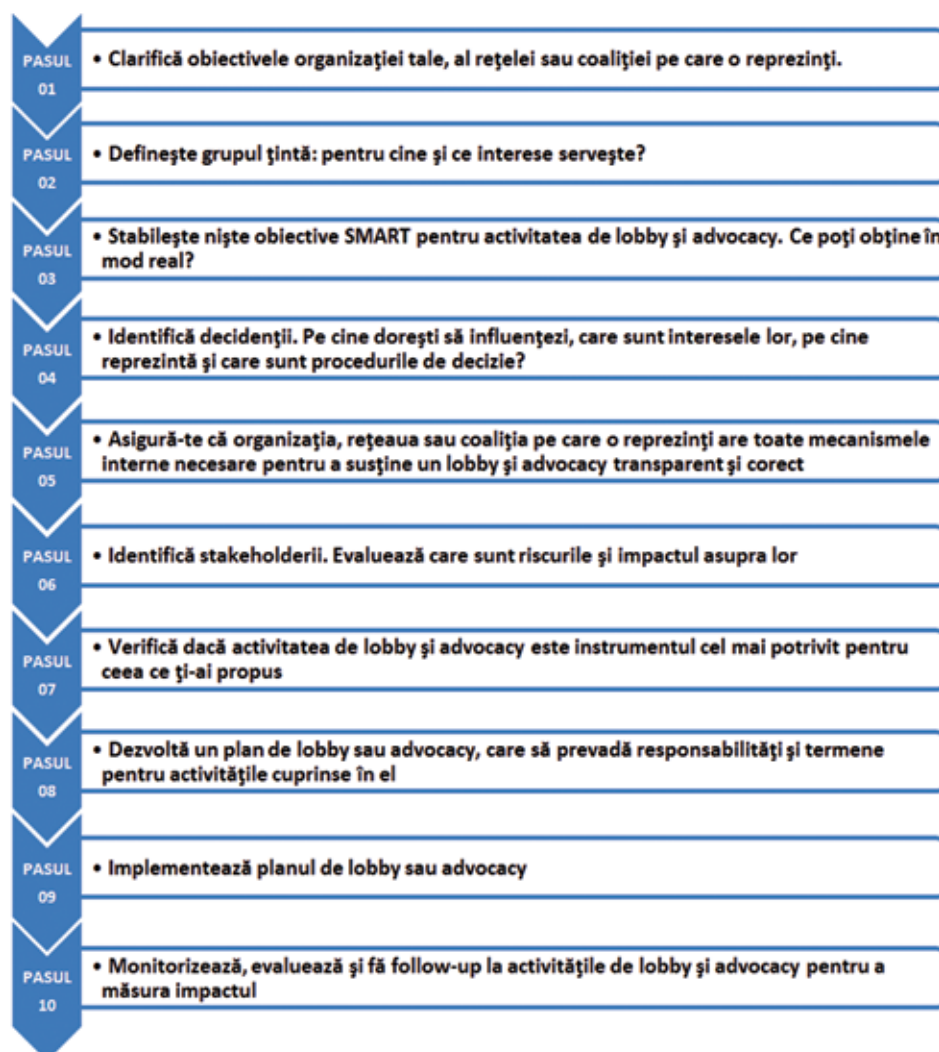 PASUL
01
• Clarifică obiectivele organizaţiei tale, al reţelei sau coaliţiei pe care o reprezinţi.
PASUL
02
• Defineşte grupul ţintă: pentru cine şi ce interese serveşte?
PASUL
03
• Stabileşte nişte obiective SMART pentru activitatea de lobby şi advocacy. Ce poţi obţine în
mod real?
PASUL
04
• Identifică decidenţii. Pe cine doreşti să influenţezi, care sunt interesele lor, pe cine
reprezintă şi care sunt procedurile de decizie?
PASUL
05
• Asigură-te că organizaţia, reţeaua sau coaliţia pe care o reprezinţi are toate mecanismele
interne necesare pentru a susţine un lobby şi advocacy transparent şi corect
PASUL
06
• Identifică stakeholderii. Evaluează care sunt riscurile şi impactul asupra lor
PASUL
07
• Verifică dacă activitatea de lobby şi advocacy este instrumentul cel mai potrivit pentru
ceea ce ţi-ai propus
PASUL
08
• Dezvoltă un plan de lobby sau advocacy, care să prevadă responsabilităţi şi termene
pentru activităţile cuprinse în el
PASUL
09
• Implementează planul de lobby sau advocacy
PASUL
10
• Monitorizează, evaluează şi fă follow-up la activităţile de lobby şi advocacy pentru a
măsura impactul